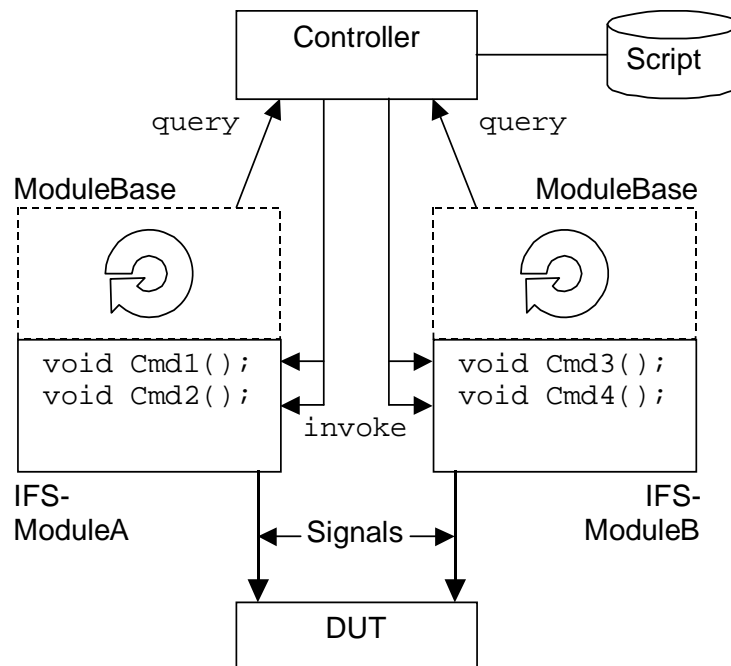 Controller
Script
query
query
ModuleBase
ModuleBase
void Cmd1();
void Cmd2();
void Cmd3();
void Cmd4();
invoke
IFS-
ModuleA
IFS-
ModuleB
Signals
DUT